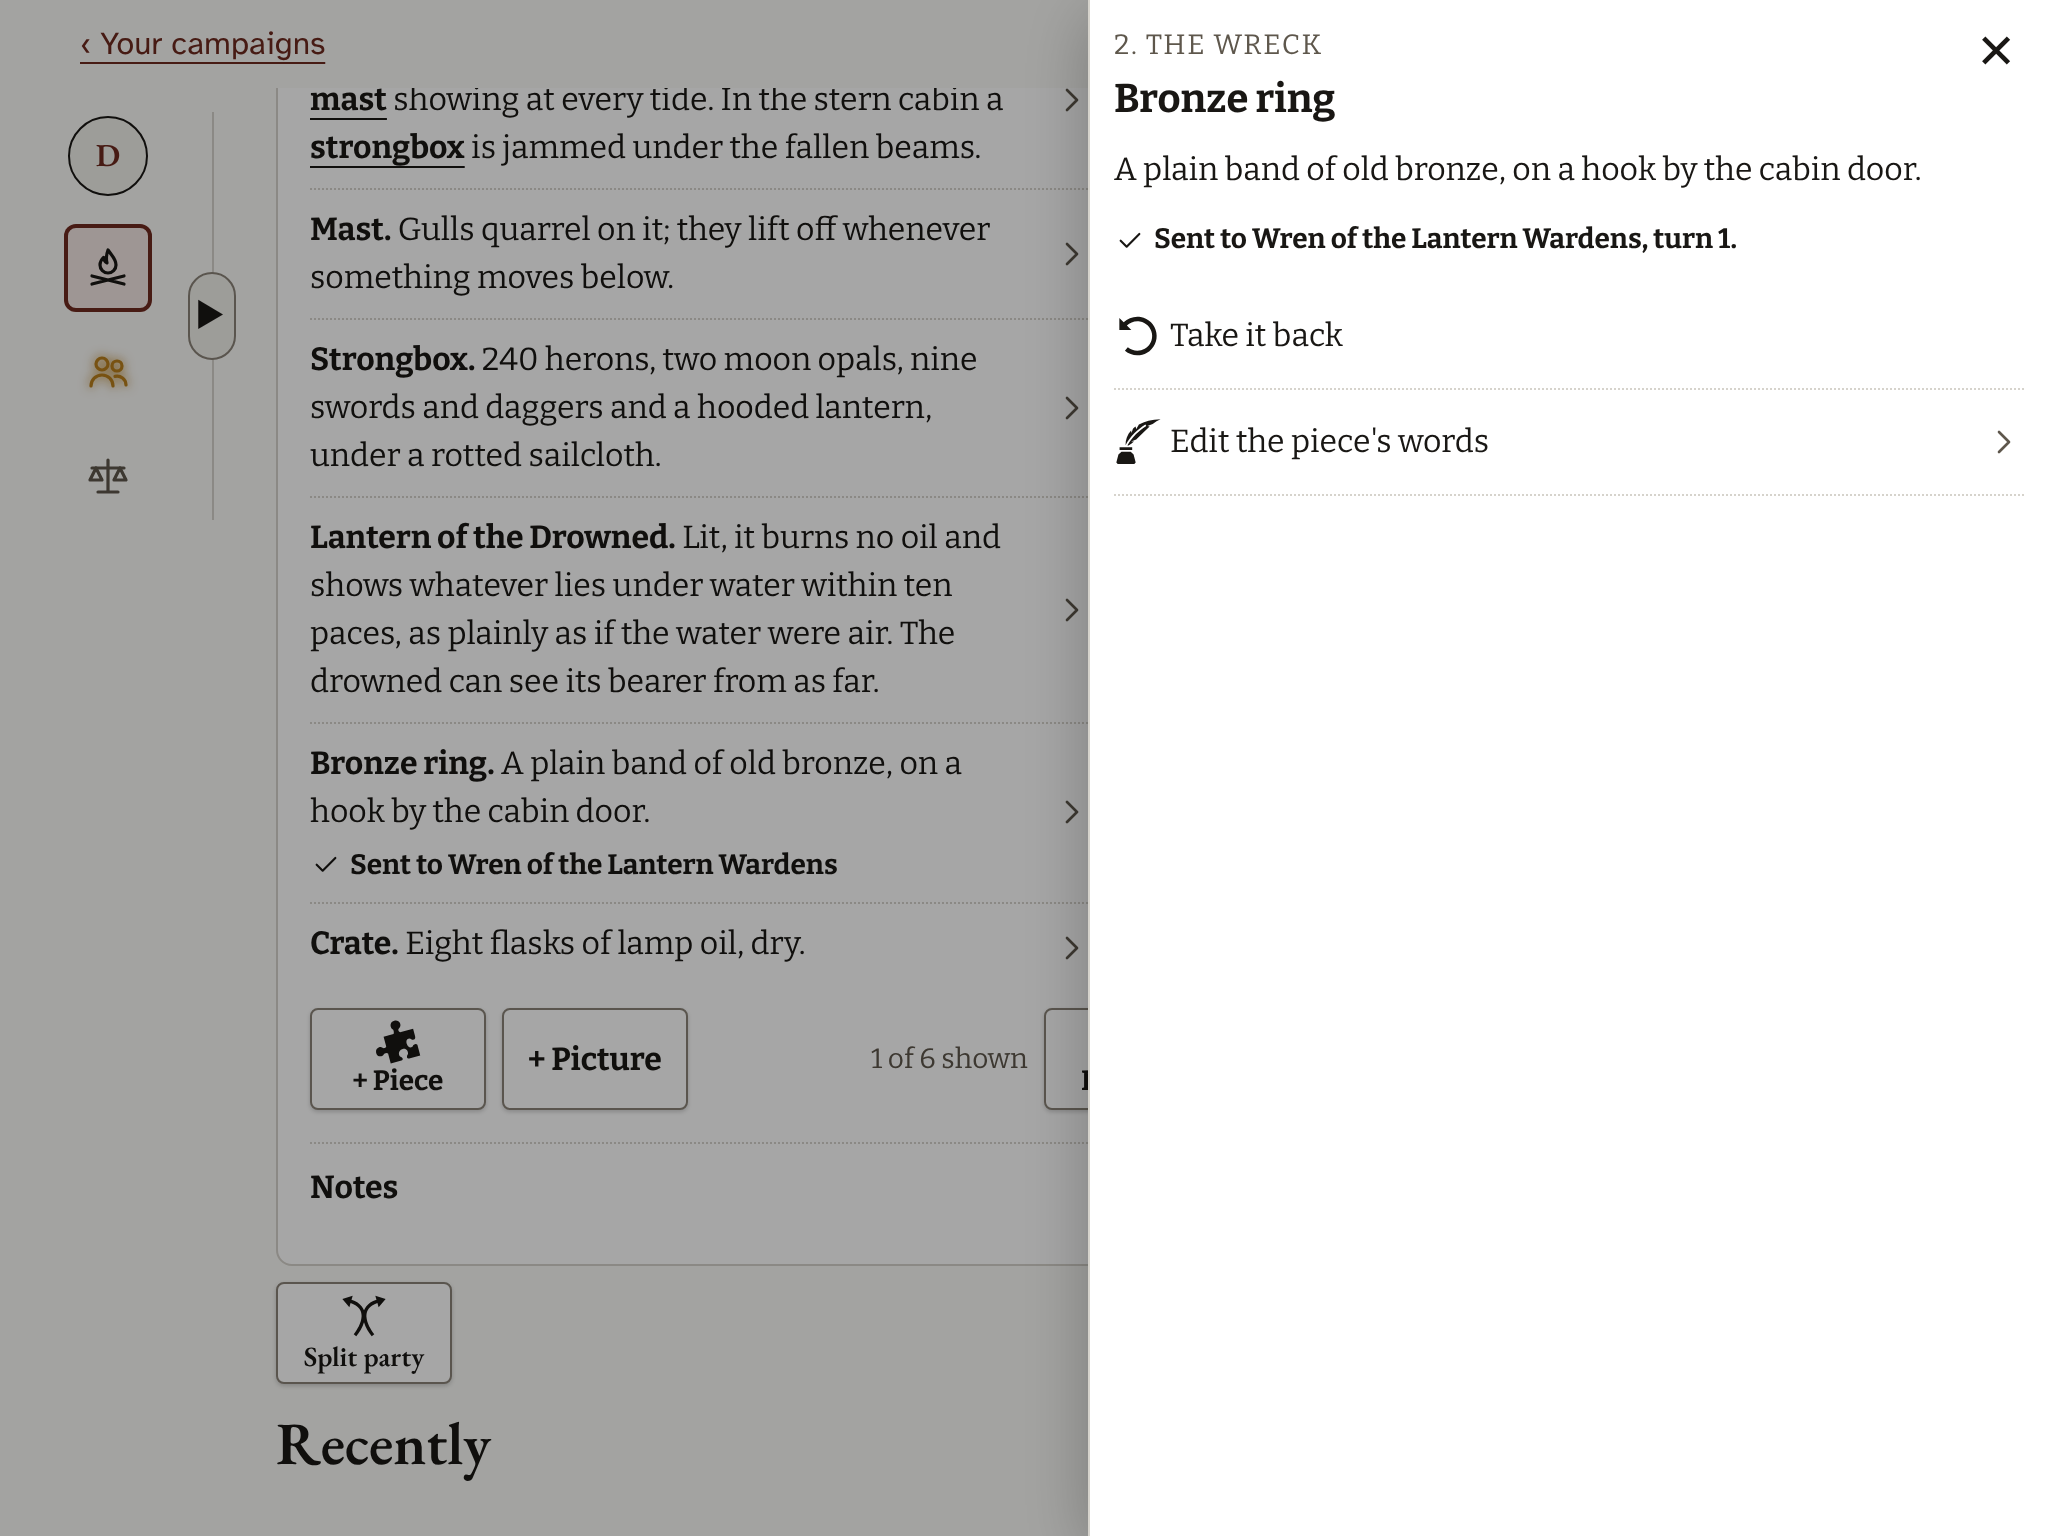 ‹ Your campaigns
D
mast showing at every tide. In the stern cabin a
strongbox is jammed under the fallen beams.
Mast. Gulls quarrel on it; they lift off whenever
something moves below.
Strongbox. 240 herons, two moon opals, nine
swords and daggers and a hooded lantern,
under a rotted sailcloth.
Lantern of the Drowned. Lit, it burns no oil and
shows whatever lies under water within ten
paces, as plainly as if the water were air. The
drowned can see its bearer from as far.
Bronze ring. A plain band of old bronze, on a
hook by the cabin door.
Sent to Wren of the Lantern Wardens
Crate. Eight flasks of lamp oil, dry.
+ Piece
+ Picture
1 of 6 shown
Notes
Split party
Recently
2. THE WRECK
Bronze ring
A plain band of old bronze, on a hook by the cabin door.
Sent to Wren of the Lantern Wardens, turn 1.
Take it back
Edit the piece's words